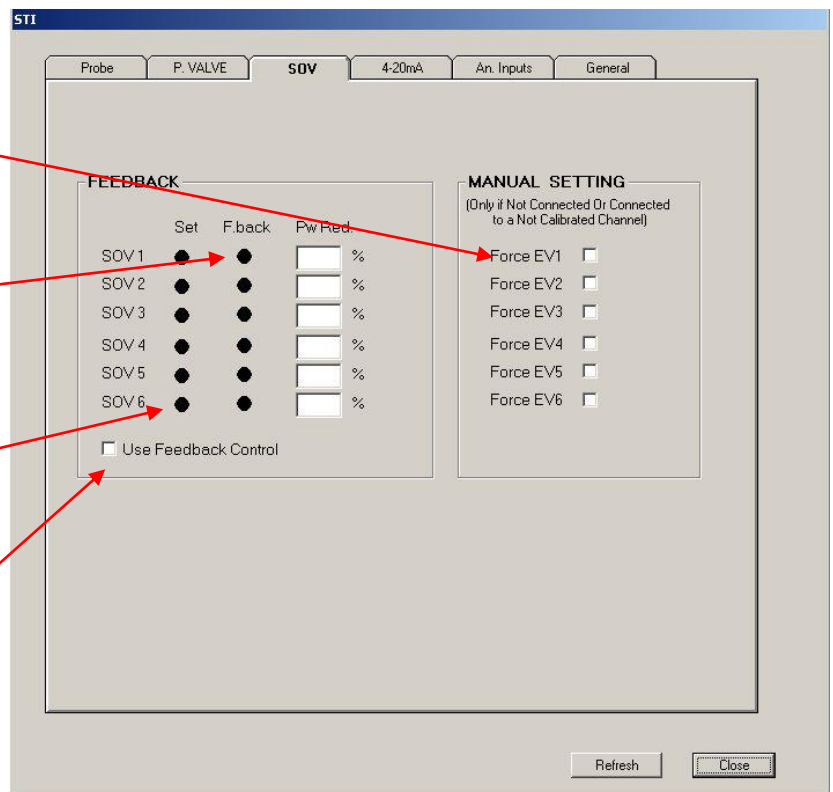 STI
Probe P. VALVE SOV 4-20mA An. Inputs General
FEEDBACK
Set F.back Pw Red.
SOV 1 %
SOV 2 %
SOV 3 %
SOV 4 %
SOV 5 %
SOV 6 %
Use Feedback Control
MANUAL SETTING
(Only if Not Connected Or Connected
to a Not Calibrated Channel)
Force EV1
Force EV2
Force EV3
Force EV4
Force EV5
Force EV6
Refresh Close